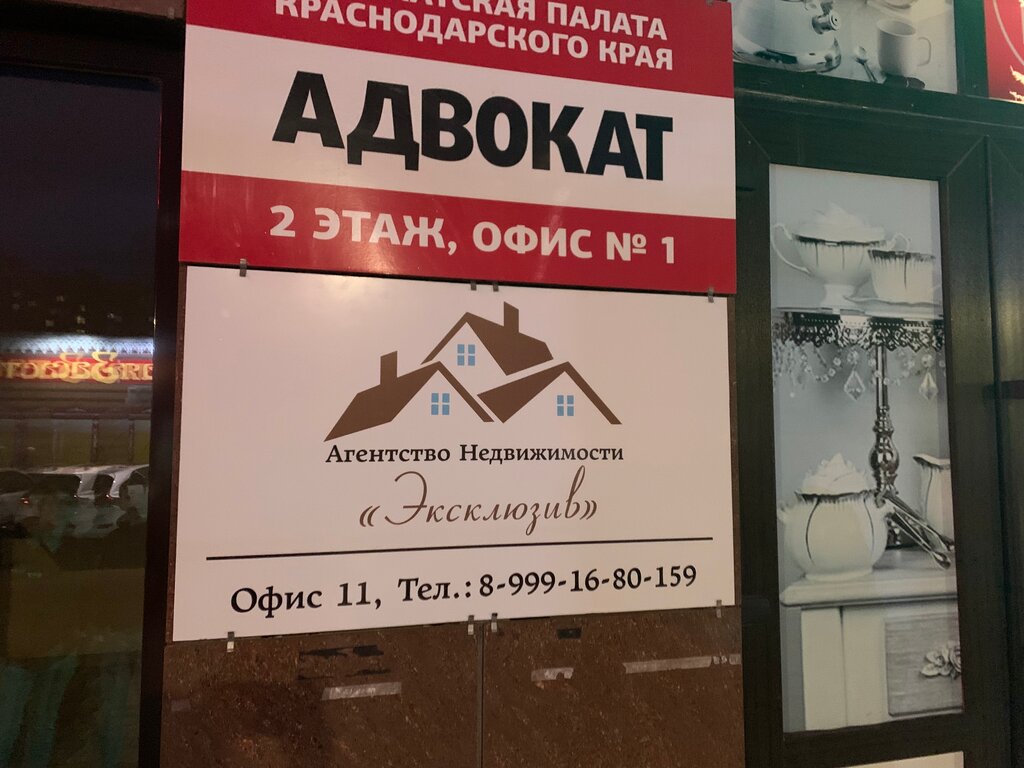 ПАЛАТА
КРАСНОДАРСКОГО КРАЯ
АДВОКАТ
2 ЭТАЖ, ОФИС № 1
Агентство Недвижимости
«Эксклюзив»
Офис 11, Тел.: 8-999-16-80-159